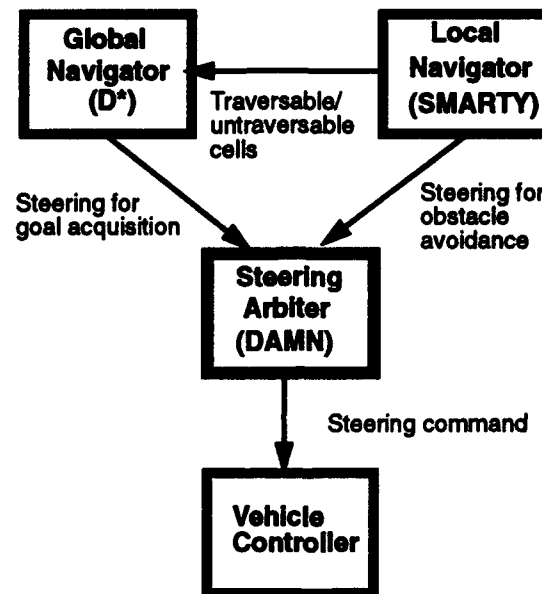 Global
Navigator
(D*)
Local
Navigator
(SMARTY)
Traversable/
untraversable
cells
Steering for
goal acquisition
Steering for
obstacle
avoidance
Steering
Arbiter
(DAMN)
Steering command
Vehicle
Controller